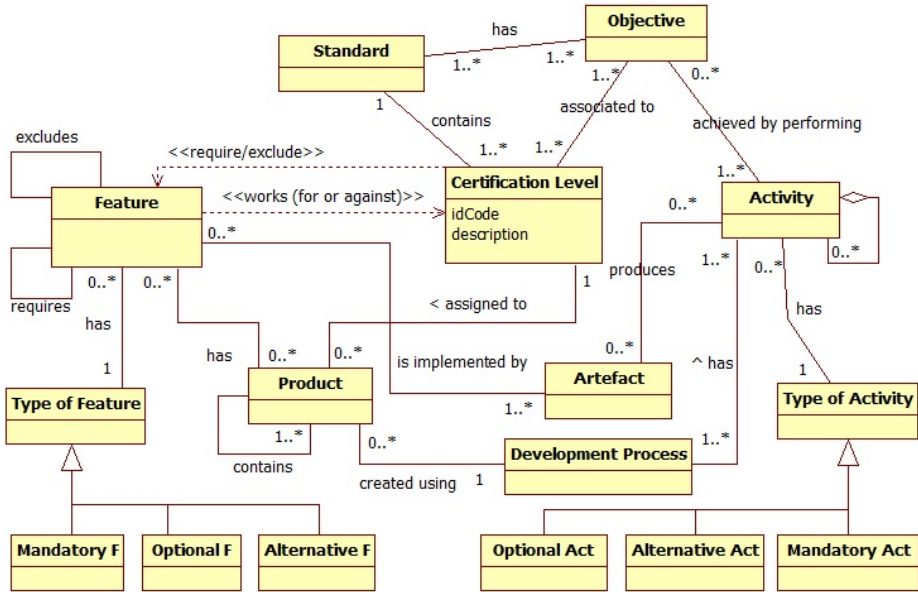 Objective
has
Standard
1..*
1..*
1..*
0..*
1
associated to
excludes
contains
achieved by performing
<<require/exclude>>
1..*
1..*
1..*
Certification Level
Feature
<<works (for or against)>>
Activity
idCode
0..*
description
0..*
1..*
0..*
0..*
requires
0..*
0..*
produces
1
< assigned to
has
has
has
0..*
0..*
0..*
^ has
is implemented by
1
1
Product
Artefact
Type of Feature
Type of Activity
1..*
1..*
0..*
1..*
contains
Development Process
created using
1
Mandatory F
Optional F
Alternative F
Optional Act
Alternative Act
Mandatory Act